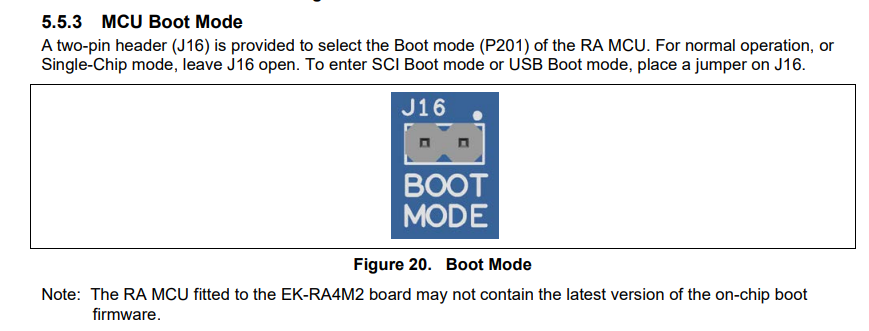 5.5.3 MCU Boot Mode
A two-pin header (J16) is provided to select the Boot mode (P201) of the RA MCU. For normal operation, or
Single-Chip mode, leave J16 open. To enter SCI Boot mode or USB Boot mode, place a jumper on J16.
J16
BOOT
MODE
Figure 20. Boot Mode
Note: The RA MCU fitted to the EK-RA4M2 board may not contain the latest version of the on-chip boot
firmware.